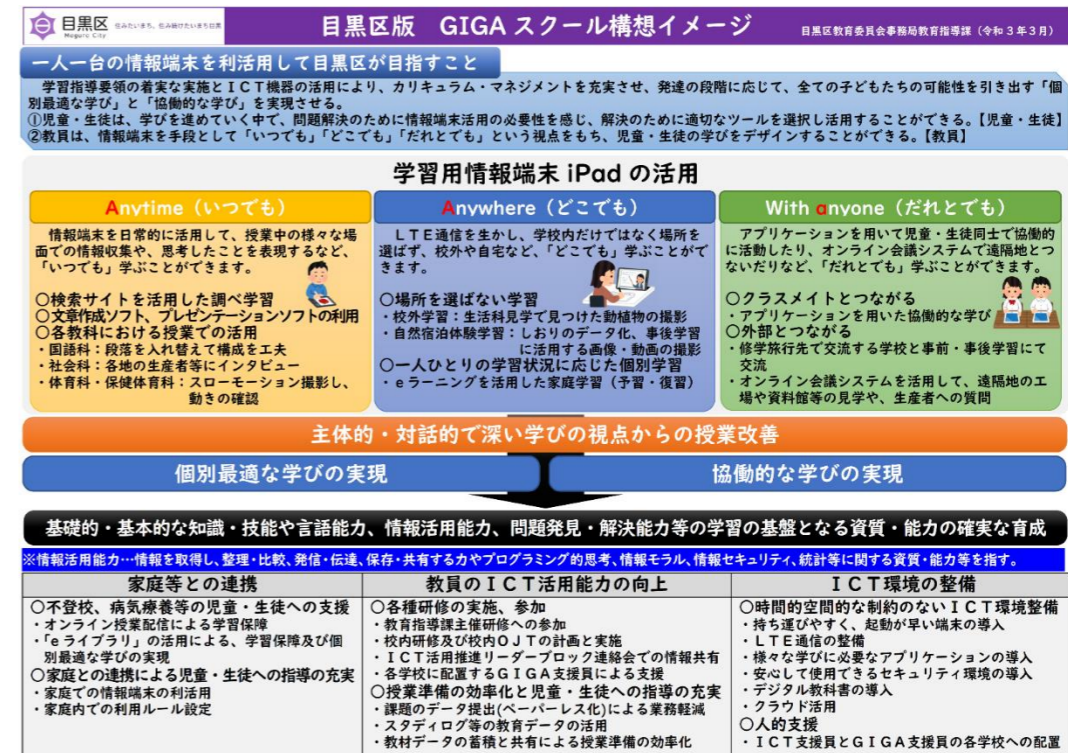 目黒区
Meguro City
住みたいまち、住み続けたいまち目黒
目黒区版 GIGAスクール構想イメージ
目黒区教育委員会事務局教育指導課（令和３年３月）
一人一台の情報端末を利活用して目黒区が目指すこと
学習指導要領の着実な実施とＩＣＴ機器の活用により、カリキュラム・マネジメントを充実させ、発達の段階に応じて、全ての子どもたちの可能性を引き出す「個
別最適な学び」と「協働的な学び」を実現させる。
①児童・生徒は、学びを進めていく中で、問題解決のために情報端末活用の必要性を感じ、解決のために適切なツールを選択し活用することができる。【児童・生徒】
②教員は、情報端末を手段として「いつでも」「どこでも」「だれとでも」という視点をもち、児童・生徒の学びをデザインすることができる。【教員】
学習用情報端末 iPad の活用
Anytime（いつでも）
情報端末を日常的に活用して、授業中の様々な場
面での情報収集や、思考したことを表現するなど、
「いつでも」学ぶことができます。
○検索サイトを活用した調べ学習
○文章作成ソフト、プレゼンテーションソフトの利用
○各教科における授業での活用
・国語科：段落を入れ替えて構成を工夫
・社会科：各地の生産者等にインタビュー
・体育科・保健体育科：スローモーション撮影し、
動きの確認
Anywhere（どこでも）
ＬＴＥ通信を生かし、学校内だけではなく場所を
選ばず、校外や自宅など、「どこでも」学ぶことがで
きます。
○場所を選ばない学習
・校外学習：生活科見学で見つけた動植物の撮影
・自然宿泊体験学習：しおりのデータ化、事後学習
に活用する画像・動画の撮影
○一人ひとりの学習状況に応じた個別学習
・ｅラーニングを活用した家庭学習（予習・復習）
With anyone（だれとでも）
アプリケーションを用いて児童・生徒同士で協働的
に活動したり、オンライン会議システムで遠隔地とつ
ないだりなど、「だれとでも」学ぶことができます。
○クラスメイトとつながる
・アプリケーションを用いた協働的な学び
○外部とつながる
・修学旅行先で交流する学校と事前・事後学習にて
交流
・オンライン会議システムを活用して、遠隔地の工
場や資料館等の見学や、生産者への質問
主体的・対話的で深い学びの視点からの授業改善
個別最適な学びの実現
協働的な学びの実現
基礎的・基本的な知識・技能や言語能力、情報活用能力、問題発見・解決能力等の学習の基盤となる資質・能力の確実な育成
※情報活用能力…情報を取得し、整理・比較、発信・伝達、保存・共有する力やプログラミング的思考、情報モラル、情報セキュリティ、統計等に関する資質・能力等を指す。
家庭等との連携
○不登校、病気療養等の児童・生徒への支援
・オンライン授業配信による学習保障
・「ｅライブラリ」の活用による、学習保障及び個
別最適な学びの実現
○家庭との連携による児童・生徒への指導の充実
・家庭での情報端末の利活用
・家庭内での利用ルール設定
教員のＩＣＴ活用能力の向上
○各種研修の実施、参加
・教育指導課主催研修への参加
・校内研修及び校内ＯＪＴの計画と実施
・ＩＣＴ活用推進リーダーブロック連絡会での情報共有
・各学校に配置するＧＩＧＡ支援員による支援
○授業準備の効率化と児童・生徒への指導の充実
・課題のデータ提出(ペーパーレス化)による業務軽減
・スタディログ等の教育データの活用
・教材データの蓄積と共有による授業準備の効率化
ＩＣＴ環境の整備
○時間的空間的な制約のないＩＣＴ環境整備
・持ち運びやすく、起動が早い端末の導入
・ＬＴＥ通信の整備
・様々な学びに必要なアプリケーションの導入
・安心して使用できるセキュリティ環境の導入
・デジタル教科書の導入
・クラウド活用
○人的支援
・ＩＣＴ支援員とＧＩＧＡ支援員の各学校への配置